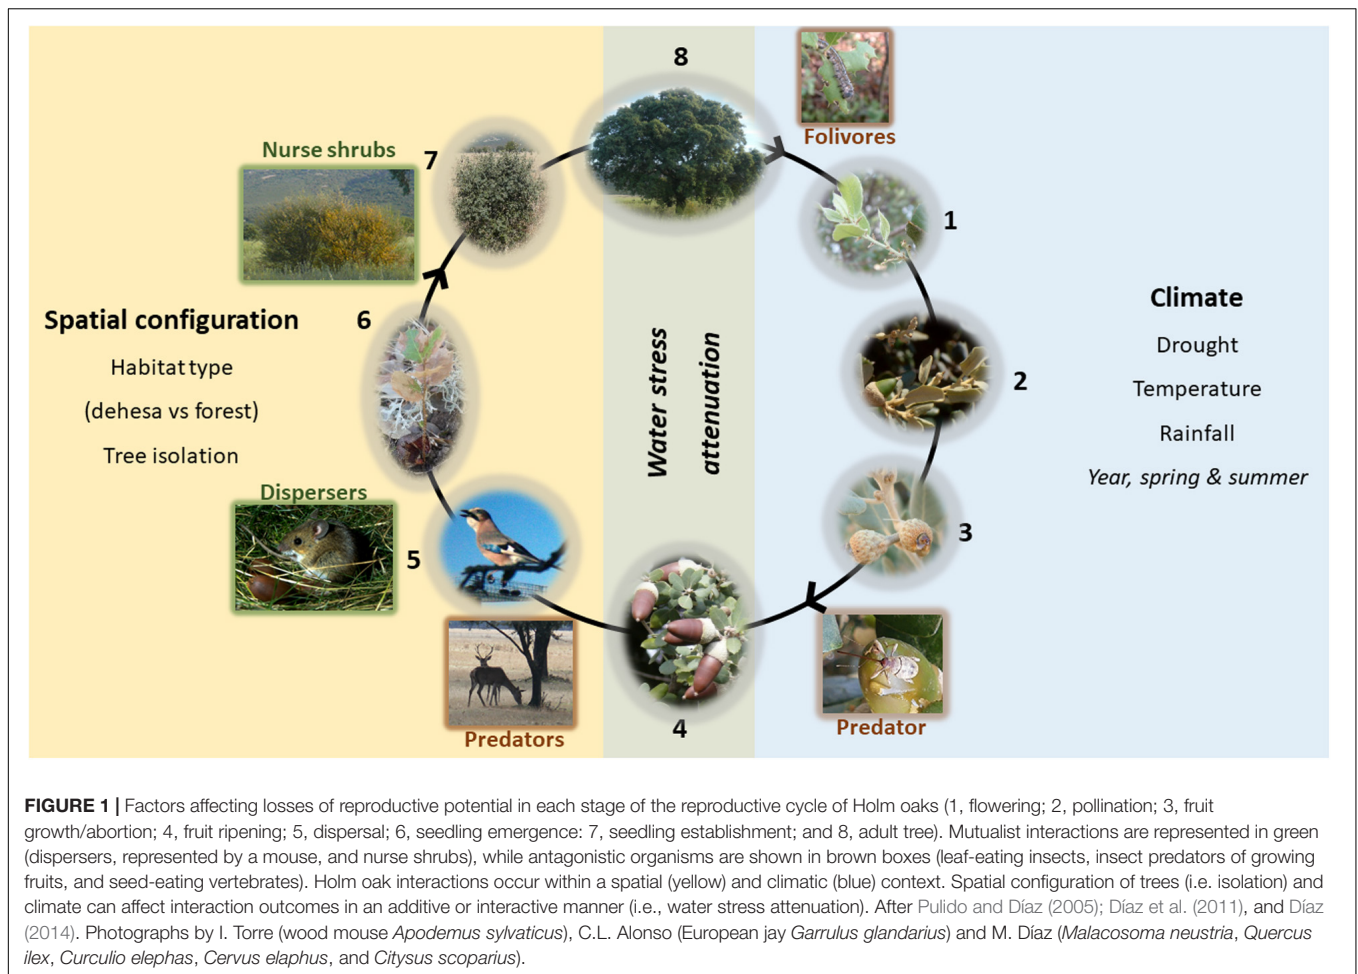 8
Folivores
Nurse shrubs
7
1
Spatial configuration
6
Habitat type
(dehesa vs forest)
Tree isolation
Water stress
attenuation
Climate
Drought
2
Temperature
Rainfall
Year, spring & summer
Dispersers
5
3
Predators
4
Predator
FIGURE 1 | Factors affecting losses of reproductive potential in each stage of the reproductive cycle of Holm oaks (1, flowering; 2, pollination; 3, fruit
growth/abortion; 4, fruit ripening; 5, dispersal; 6, seedling emergence: 7, seedling establishment; and 8, adult tree). Mutualist interactions are represented in green
(dispersers, represented by a mouse, and nurse shrubs), while antagonistic organisms are shown in brown boxes (leaf-eating insects, insect predators of growing
fruits, and seed-eating vertebrates). Holm oak interactions occur within a spatial (yellow) and climatic (blue) context. Spatial configuration of trees (i.e. isolation) and
climate can affect interaction outcomes in an additive or interactive manner (i.e., water stress attenuation). After Pulido and Díaz (2005); Díaz et al. (2011), and Díaz
(2014). Photographs by I. Torre (wood mouse Apodemus sylvaticus), C.L. Alonso (European jay Garrulus glandarius) and M. Díaz (Malacosoma neustria, Quercus
ilex, Curculio elephas, Cervus elaphus, and Citysus scoparius).